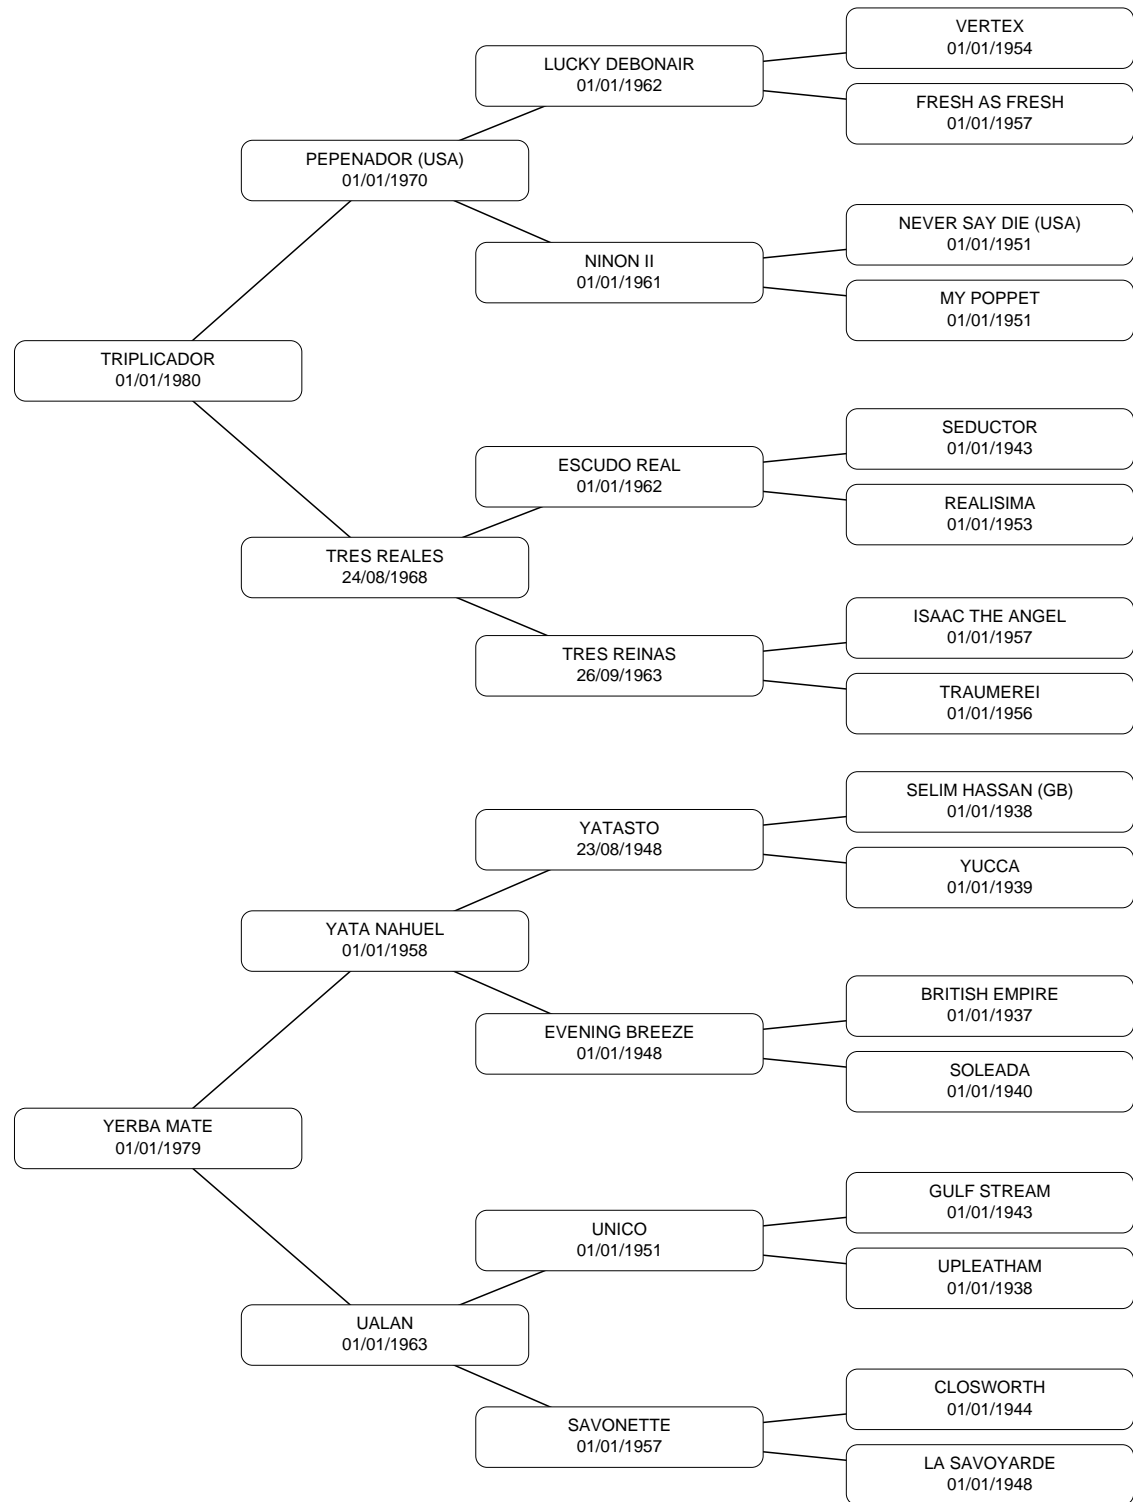 VERTEX
01/01/1954
LUCKY DEBONAIR
01/01/1962
FRESH AS FRESH
01/01/1957
PEPENADOR (USA)
01/01/1970
NEVER SAY DIE (USA)
01/01/1951
NINON II
01/01/1961
MY POPPET
01/01/1951
TRIPLICADOR
01/01/1980
SEDUCTOR
01/01/1943
ESCUDO REAL
01/01/1962
REALISIMA
01/01/1953
TRES REALES
24/08/1968
ISAAC THE ANGEL
01/01/1957
TRES REINAS
26/09/1963
TRAUMEREI
01/01/1956
SELIM HASSAN (GB)
01/01/1938
YATASTO
23/08/1948
YUCCA
01/01/1939
YATA NAHUEL
01/01/1958
BRITISH EMPIRE
01/01/1937
EVENING BREEZE
01/01/1948
SOLEADA
01/01/1940
YERBA MATE
01/01/1979
GULF STREAM
01/01/1943
UNICO
01/01/1951
UPLEATHAM
01/01/1938
UALAN
01/01/1963
CLOSWORTH
01/01/1944
SAVONETTE
01/01/1957
LA SAVOYARDE
01/01/1948